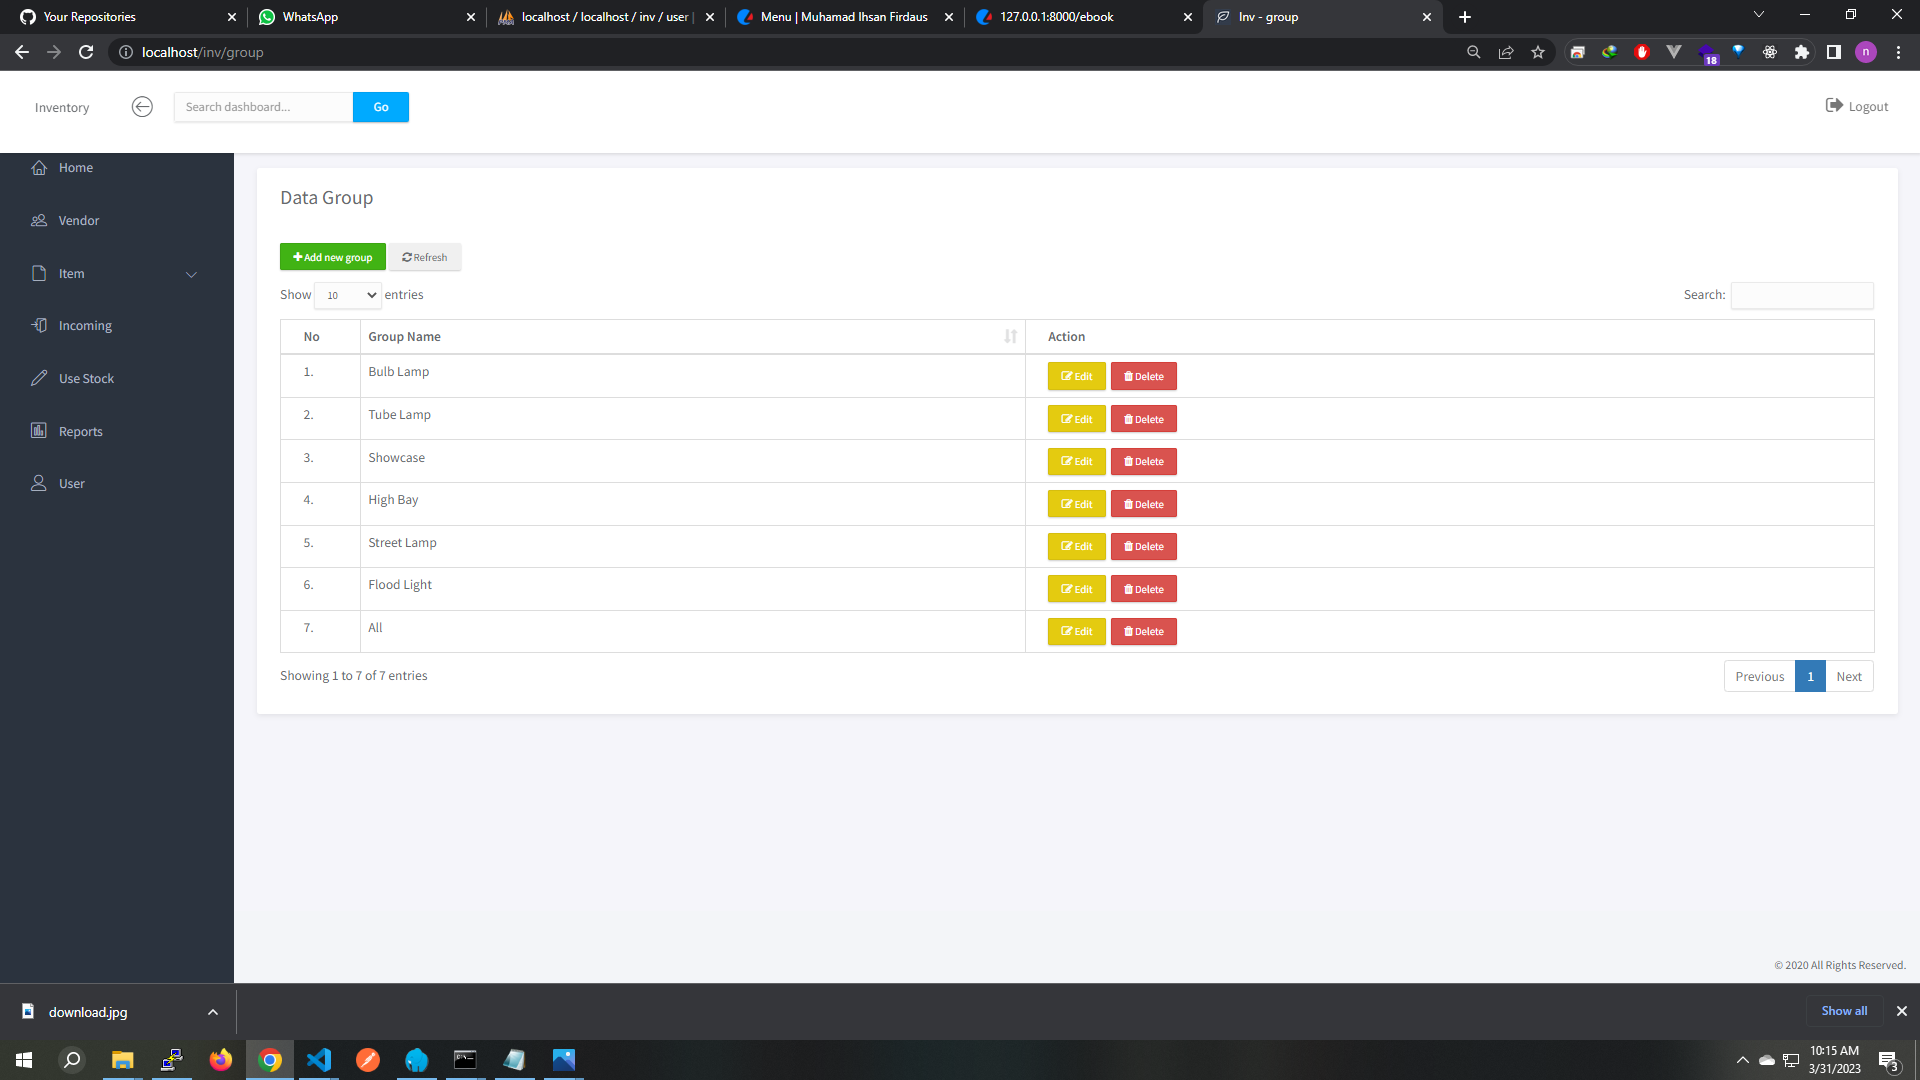 Your Repositories
WhatsApp
localhost / localhost / inv / user |
Menu | Muhamad Ihsan Firdaus
127.0.0.1:8000/ebook
Inv - group
localhost/inv/group
18
n
Inventory
Search dashboard...
Go
Logout
Home
Vendor
Item
Incoming
Use Stock
Reports
User
Data Group
Add new group
Refresh
Show 10 entries
Search:
No Group Name Action
1. Bulb Lamp Edit Delete
2. Tube Lamp Edit Delete
3. Showcase Edit Delete
4. High Bay Edit Delete
5. Street Lamp Edit Delete
6. Flood Light Edit Delete
7. All Edit Delete
Showing 1 to 7 of 7 entries
Previous 1 Next
© 2020 All Rights Reserved.
download.jpg
Show all
10:15 AM
3/31/2023
3